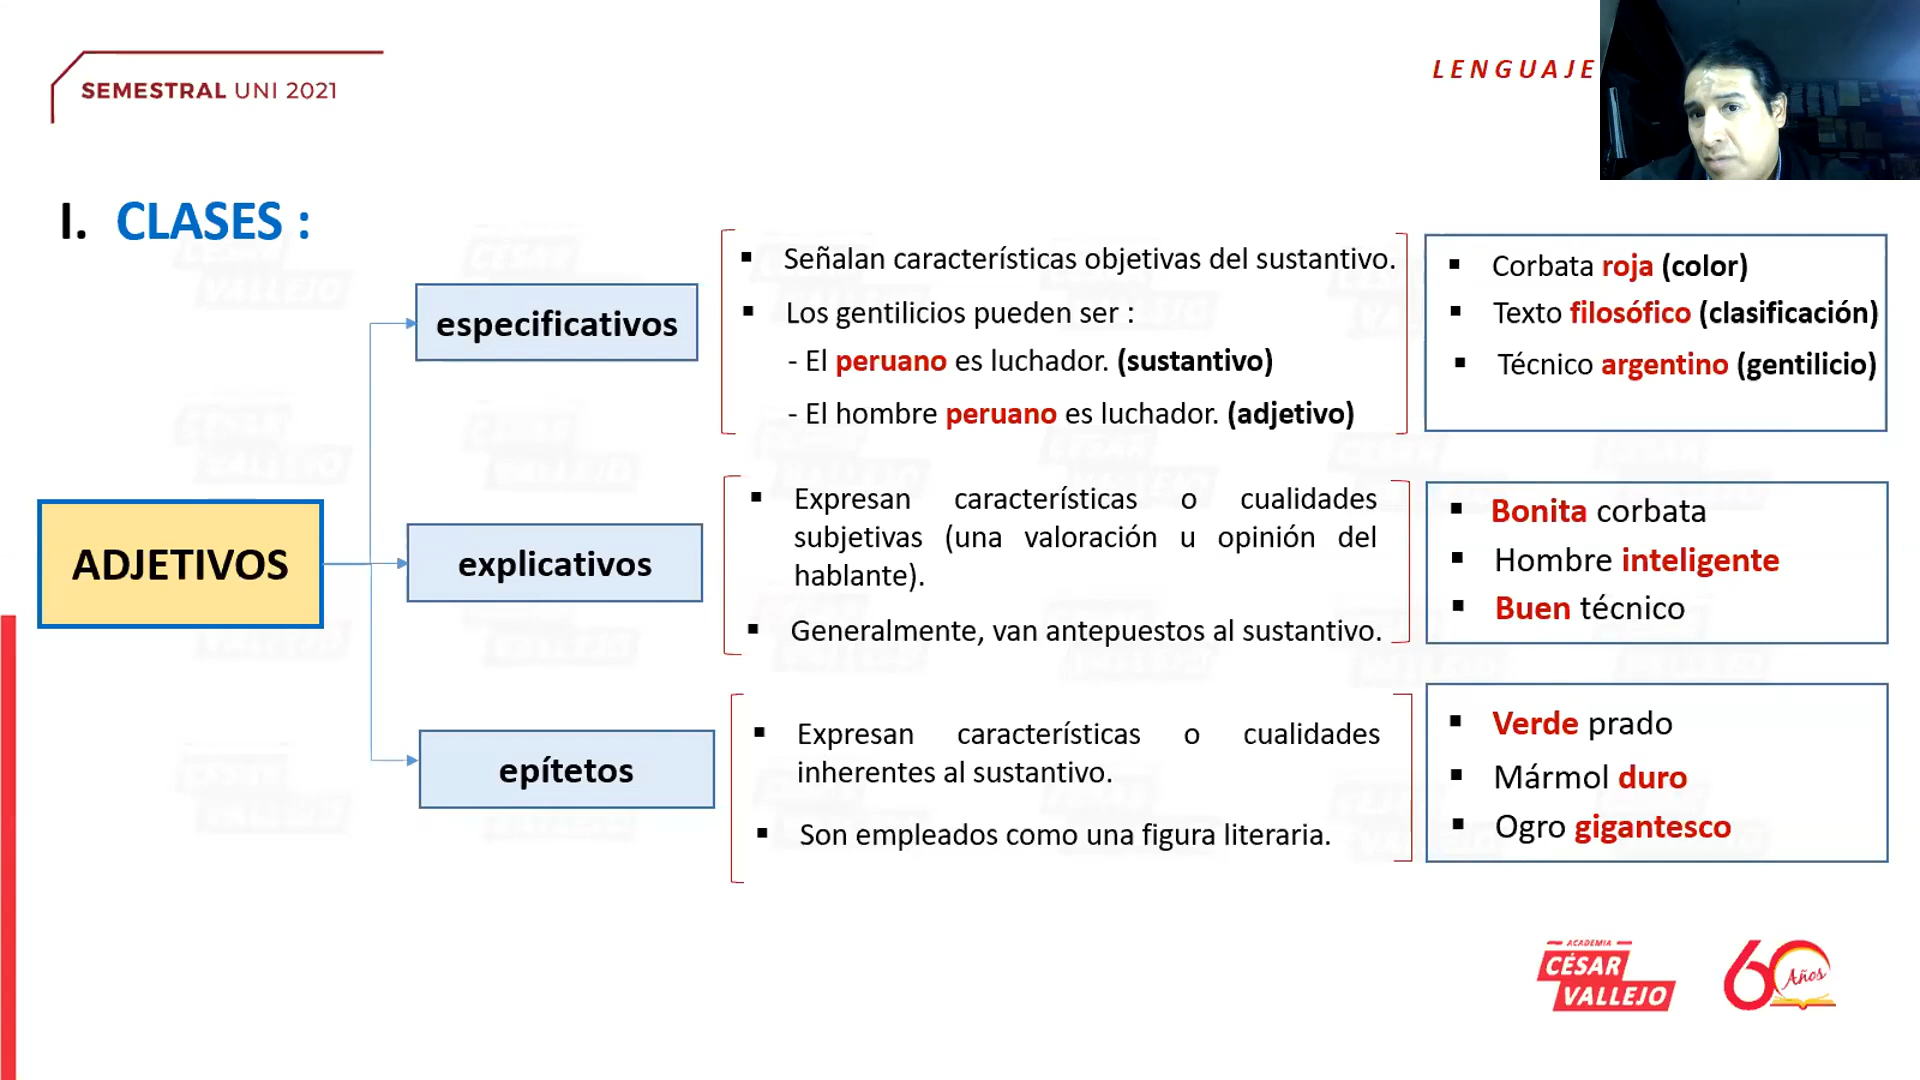 SEMESTRAL UNI 2021
LENGUAJE
I. CLASES :
ADJETIVOS
especificativos
▪ Señalan características objetivas del sustantivo.
▪ Los gentilicios pueden ser :
- El peruano es luchador. (sustantivo)
- El hombre peruano es luchador. (adjetivo)
▪ Corbata roja (color)
▪ Texto filosófico (clasificación)
▪ Técnico argentino (gentilicio)
explicativos
▪ Expresan características o cualidades
subjetivas (una valoración u opinión del
hablante).
▪ Generalmente, van antepuestos al sustantivo.
▪ Bonita corbata
▪ Hombre inteligente
▪ Buen técnico
epítetos
▪ Expresan características o cualidades
inherentes al sustantivo.
▪ Son empleados como una figura literaria.
▪ Verde prado
▪ Mármol duro
▪ Ogro gigantesco
ACADEMIA
CÉSAR
VALLEJO
60 Años